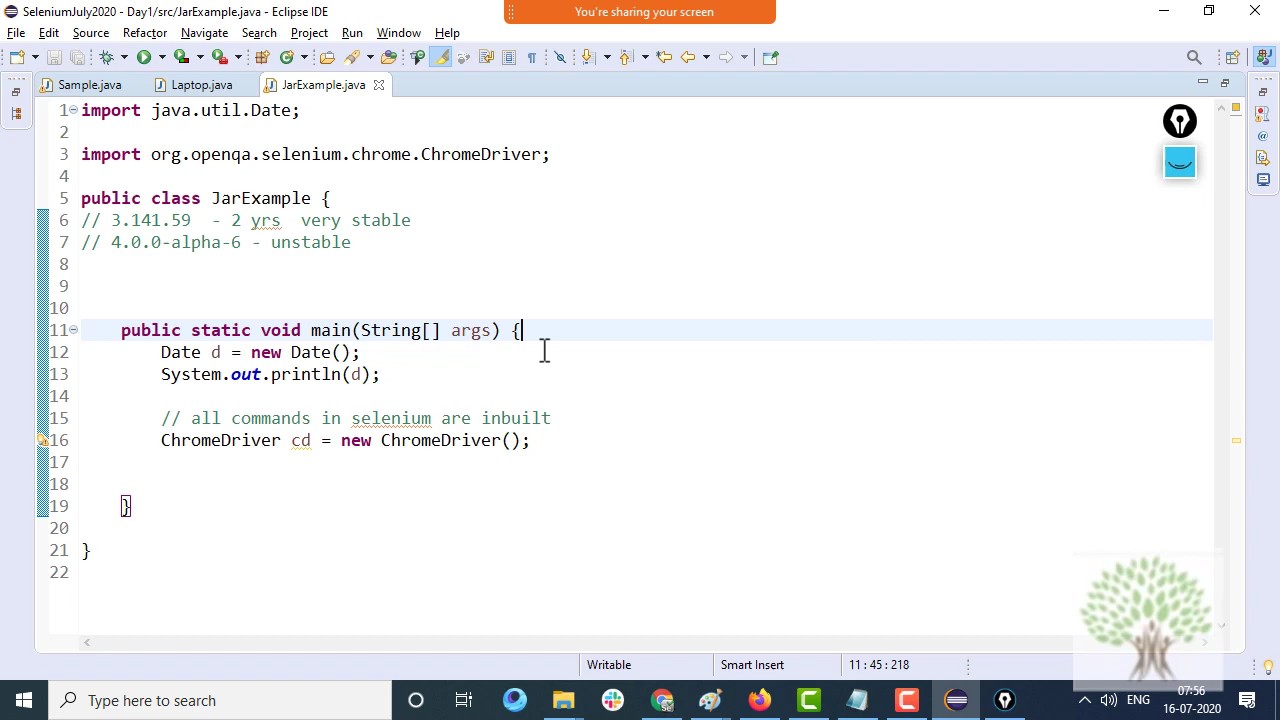 SeleniumJuly2020 - Day1/src/JarExample.java - Eclipse IDE
You're sharing your screen
File Edit Source Refactor Navigate Search Project Run Window Help
Sample.java Laptop.java JarExample.java
1 import java.util.Date;
2
3 import org.openqa.selenium.chrome.ChromeDriver;
4
5 public class JarExample {
6 // 3.141.59  - 2 yrs  very stable
7 // 4.0.0-alpha-6 - unstable
8
9
10
11 public static void main(String[] args) {
12 Date d = new Date();
13 System.out.println(d);
14
15 // all commands in selenium are inbuilt
16 ChromeDriver cd = new ChromeDriver();
17
18
19 }
20
21 }
22
Writable Smart Insert 11 : 45 : 218
Type here to search
ENG
07:56
16-07-2020